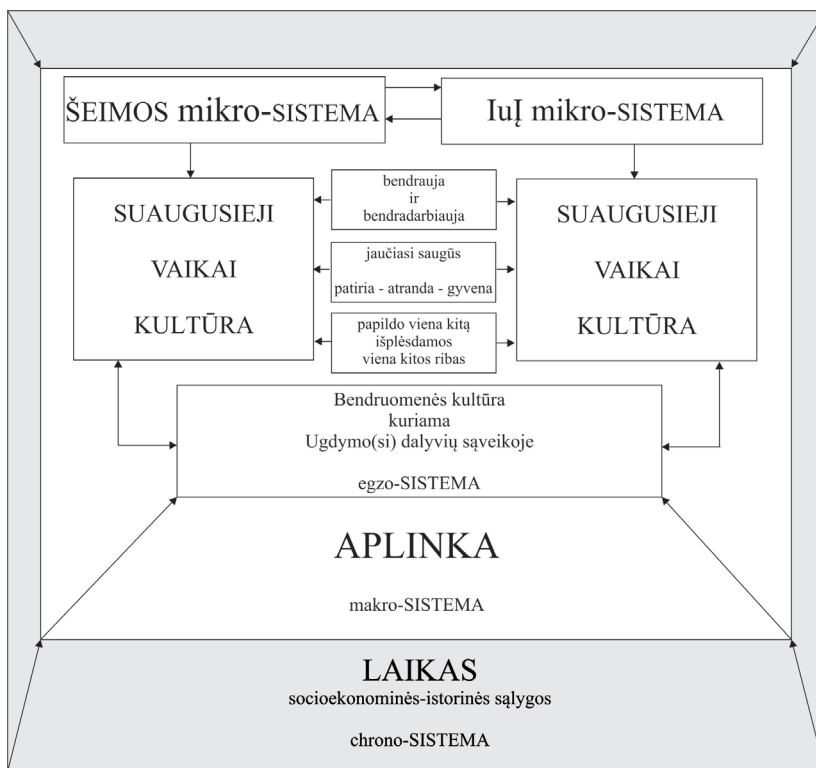 ŠEIMOS mikro-SISTEMA
IuĮ mikro-SISTEMA
SUAUGUSIEJI
VAIKAI
KULTŪRA
bendrauja
ir
bendradarbiauja
jaučiasi saugūs
patiria - atranda - gyvena
papildo viena kitą
išplėsdamos
viena kitos ribas
SUAUGUSIEJI
VAIKAI
KULTŪRA
Bendruomenės kultūra
kuriama
Ugdymo(si) dalyvių sąveikoje
egzo-SISTEMA
APLINKA
makro-SISTEMA
LAIKAS
socioekonominės-istorinės sąlygos
chrono-SISTEMA